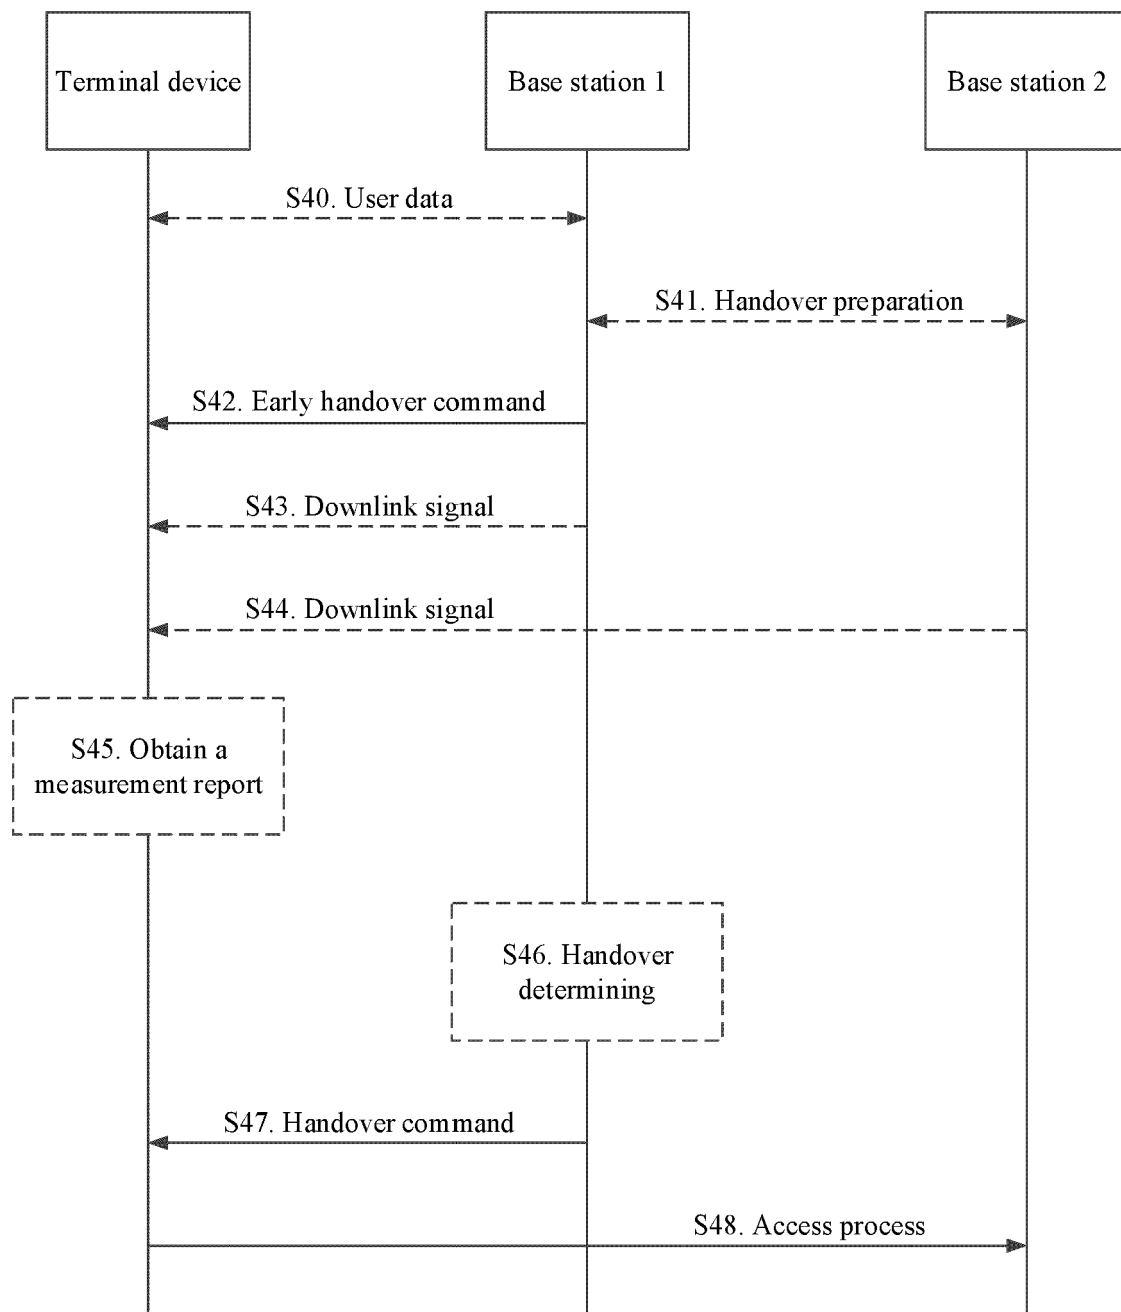 Terminal device
Base station 1
Base station 2
S40. User data
S41. Handover preparation
S42. Early handover command
S43. Downlink signal
S44. Downlink signal
S45. Obtain a
measurement report
S46. Handover
determining
S47. Handover command
S48. Access process